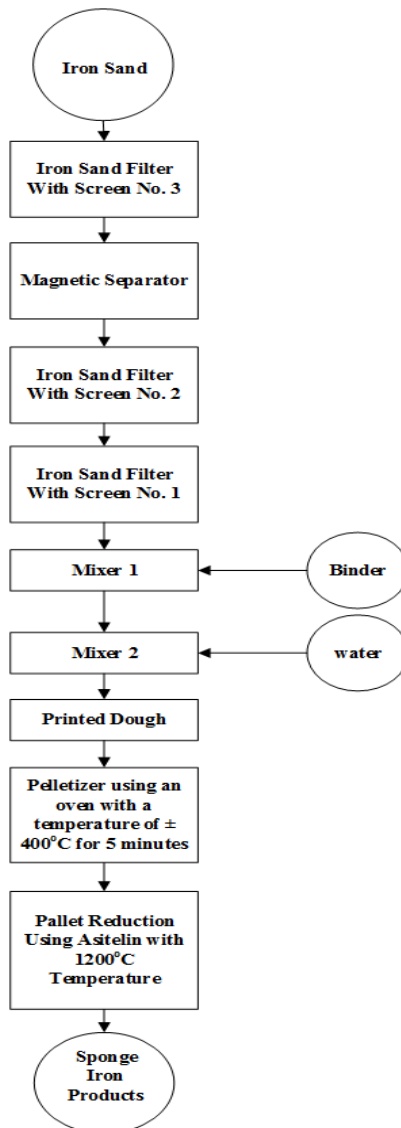 Iron Sand
Iron Sand Filter
With Screen No. 3
Magnetic Separator
Iron Sand Filter
With Screen No. 2
Iron Sand Filter
With Screen No. 1
Mixer 1
Binder
Mixer 2
water
Printed Dough
Pelletizer using an
oven with a
temperature of ±
400°C for 5 minutes
Pallet Reduction
Using Asitelin with
1200°C
Temperature
Sponge
Iron
Products